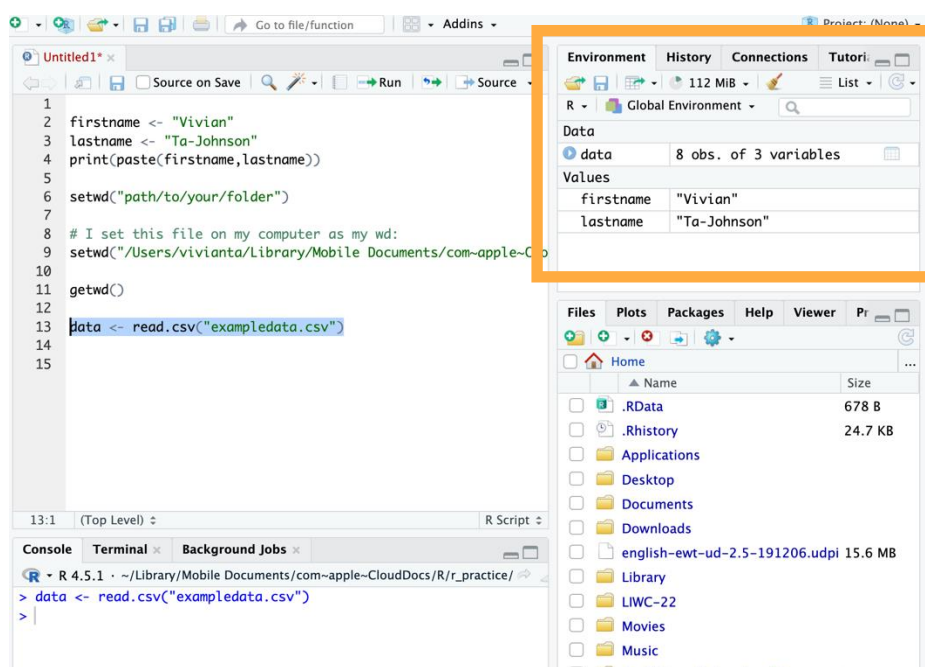 Go to file/function
Addins
Project: (None)
Untitled1*
Source on Save
Run
Source
1
2 firstname <- "Vivian"
3 lastname <- "Ta-Johnson"
4 print(paste(firstname,lastname))
5
6 setwd("path/to/your/folder")
7
8 # I set this file on my computer as my wd:
9 setwd("/Users/vivianta/Library/Mobile Documents/com~apple~Clo
10
11 getwd()
12
13 data <- read.csv("exampledata.csv")
14
15
13:1 (Top Level) R Script
Console Terminal Background Jobs
R 4.5.1 · ~/Library/Mobile Documents/com~apple~CloudDocs/R/r_practice/
> data <- read.csv("exampledata.csv")
>
Environment History Connections Tutori
112 MiB List
R Global Environment
Data
data 8 obs. of 3 variables
Values
firstname "Vivian"
lastname "Ta-Johnson"
Files Plots Packages Help Viewer Pr
Home ...
Name Size
.RData 678 B
.Rhistory 24.7 KB
Applications
Desktop
Documents
Downloads
english-ewt-ud-2.5-191206.udpi 15.6 MB
Library
LIWC-22
Movies
Music